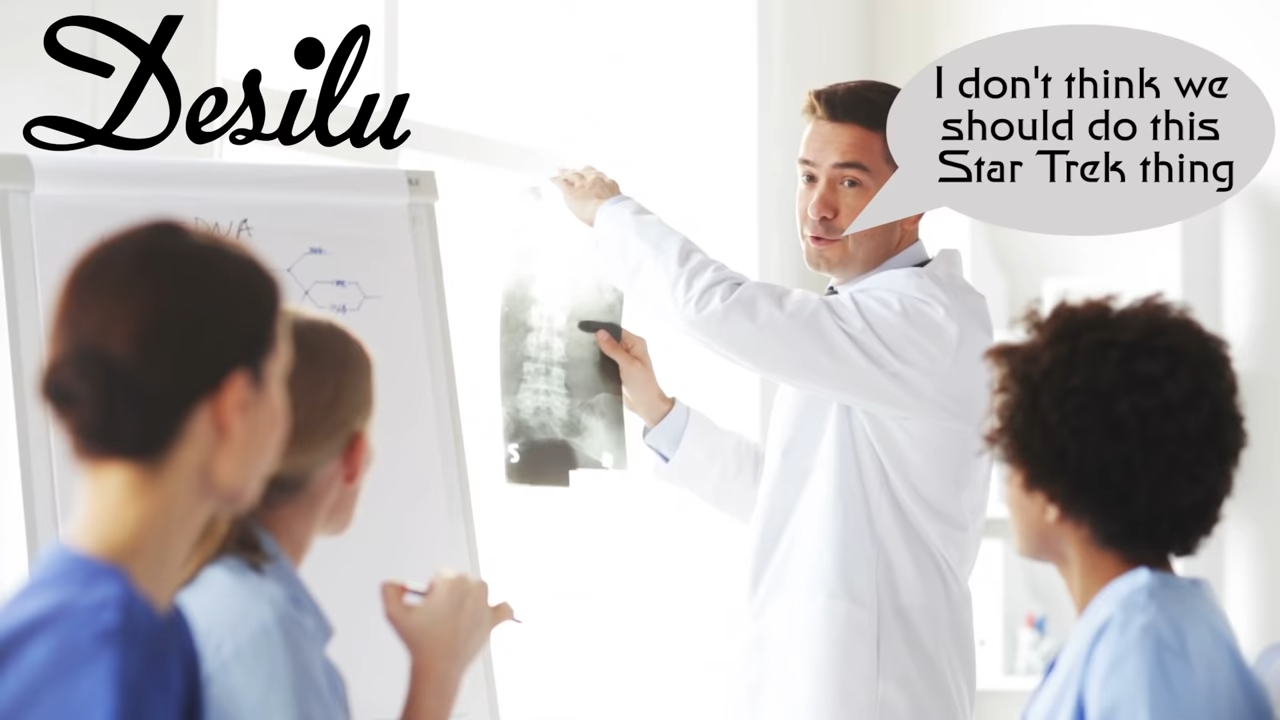 Desilu
I don't think we
should do this
Star Trek thing
DNA
S